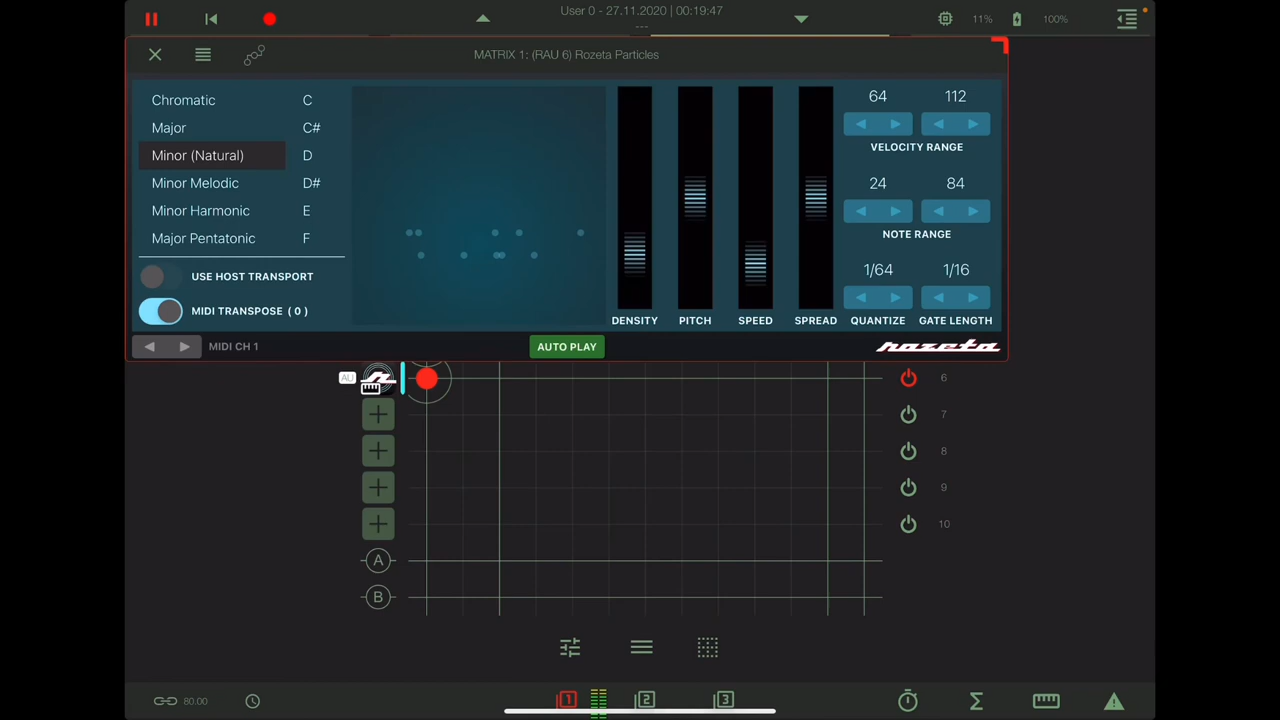 User 0 - 27.11.2020 | 00:19:47
---
11%
100%
MATRIX 1: (RAU 6) Rozeta Particles
Chromatic C
Major C#
Minor (Natural) D
Minor Melodic D#
Minor Harmonic E
Major Pentatonic F
USE HOST TRANSPORT
MIDI TRANSPOSE ( 0 )
DENSITY PITCH SPEED SPREAD
64 112
VELOCITY RANGE
24 84
NOTE RANGE
1/64 1/16
QUANTIZE GATE LENGTH
MIDI CH 1
AUTO PLAY
rozeta
AU
6
7
8
9
10
A
B
80.00
1
2
3